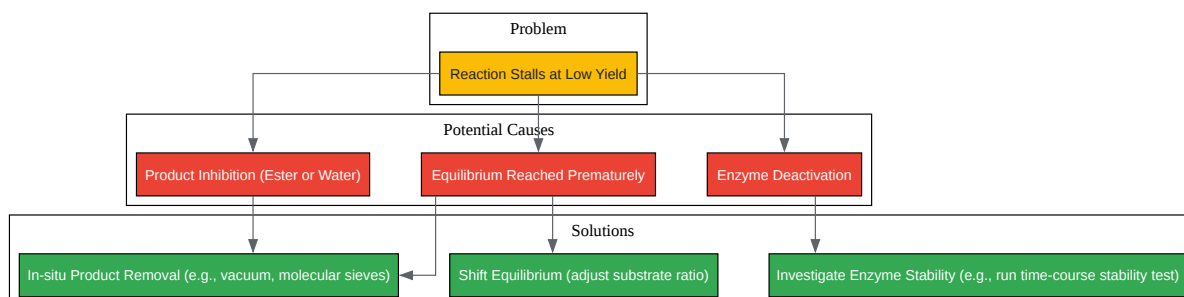 Problem
Reaction Stalls at Low Yield
Potential Causes
Product Inhibition (Ester or Water)
Equilibrium Reached Prematurely
Enzyme Deactivation
Solutions
In-situ Product Removal (e.g., vacuum, molecular sieves)
Shift Equilibrium (adjust substrate ratio)
Investigate Enzyme Stability (e.g., run time-course stability test)